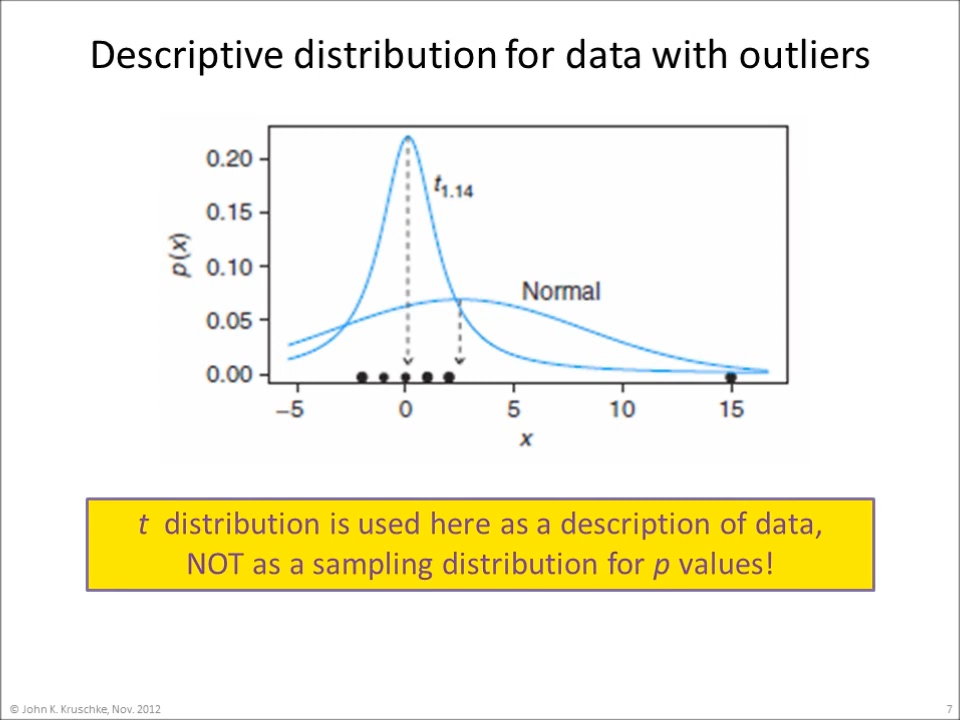 Descriptive distribution for data with outliers
0.20
0.15
0.10
0.05
0.00
p(x)
t1.14
Normal
−5
0
5
10
15
x
t distribution is used here as a description of data,
NOT as a sampling distribution for p values!
© John K. Kruschke, Nov. 2012
7